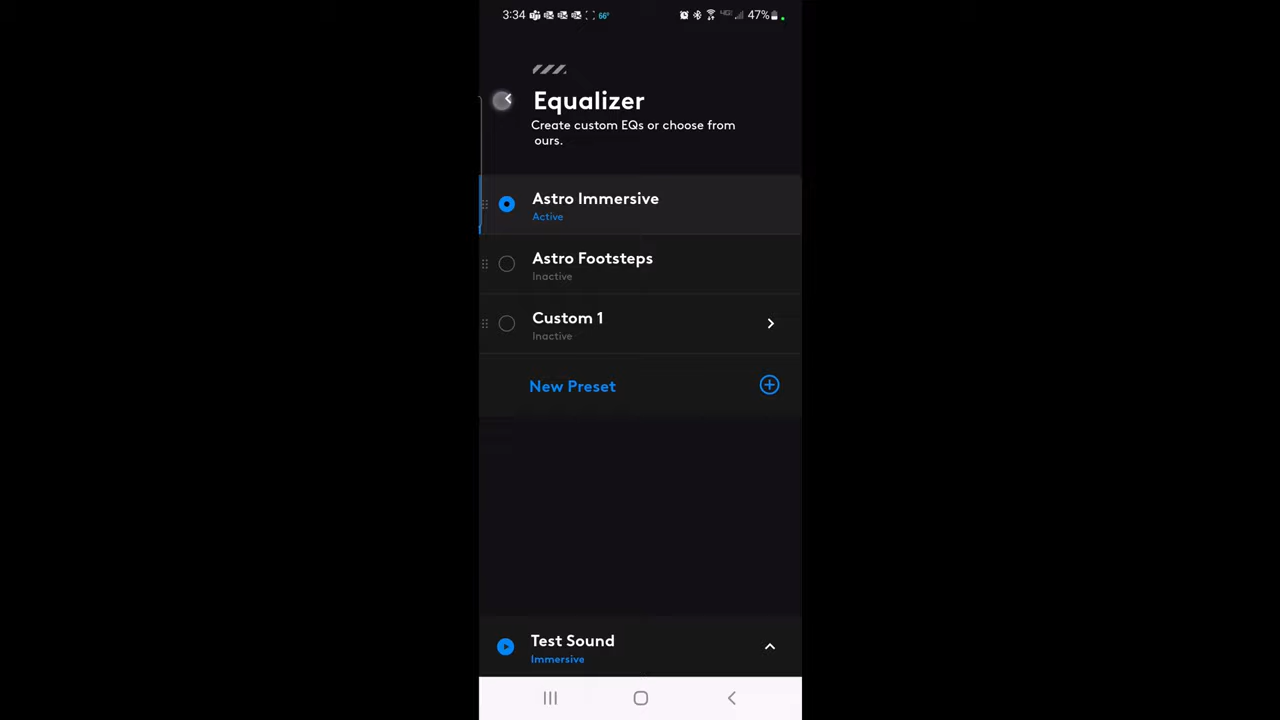 3:34 66° 47%
Equalizer
Create custom EQs or choose from
ours.
Astro Immersive
Active
Astro Footsteps
Inactive
Custom 1
Inactive
New Preset
Test Sound
Immersive